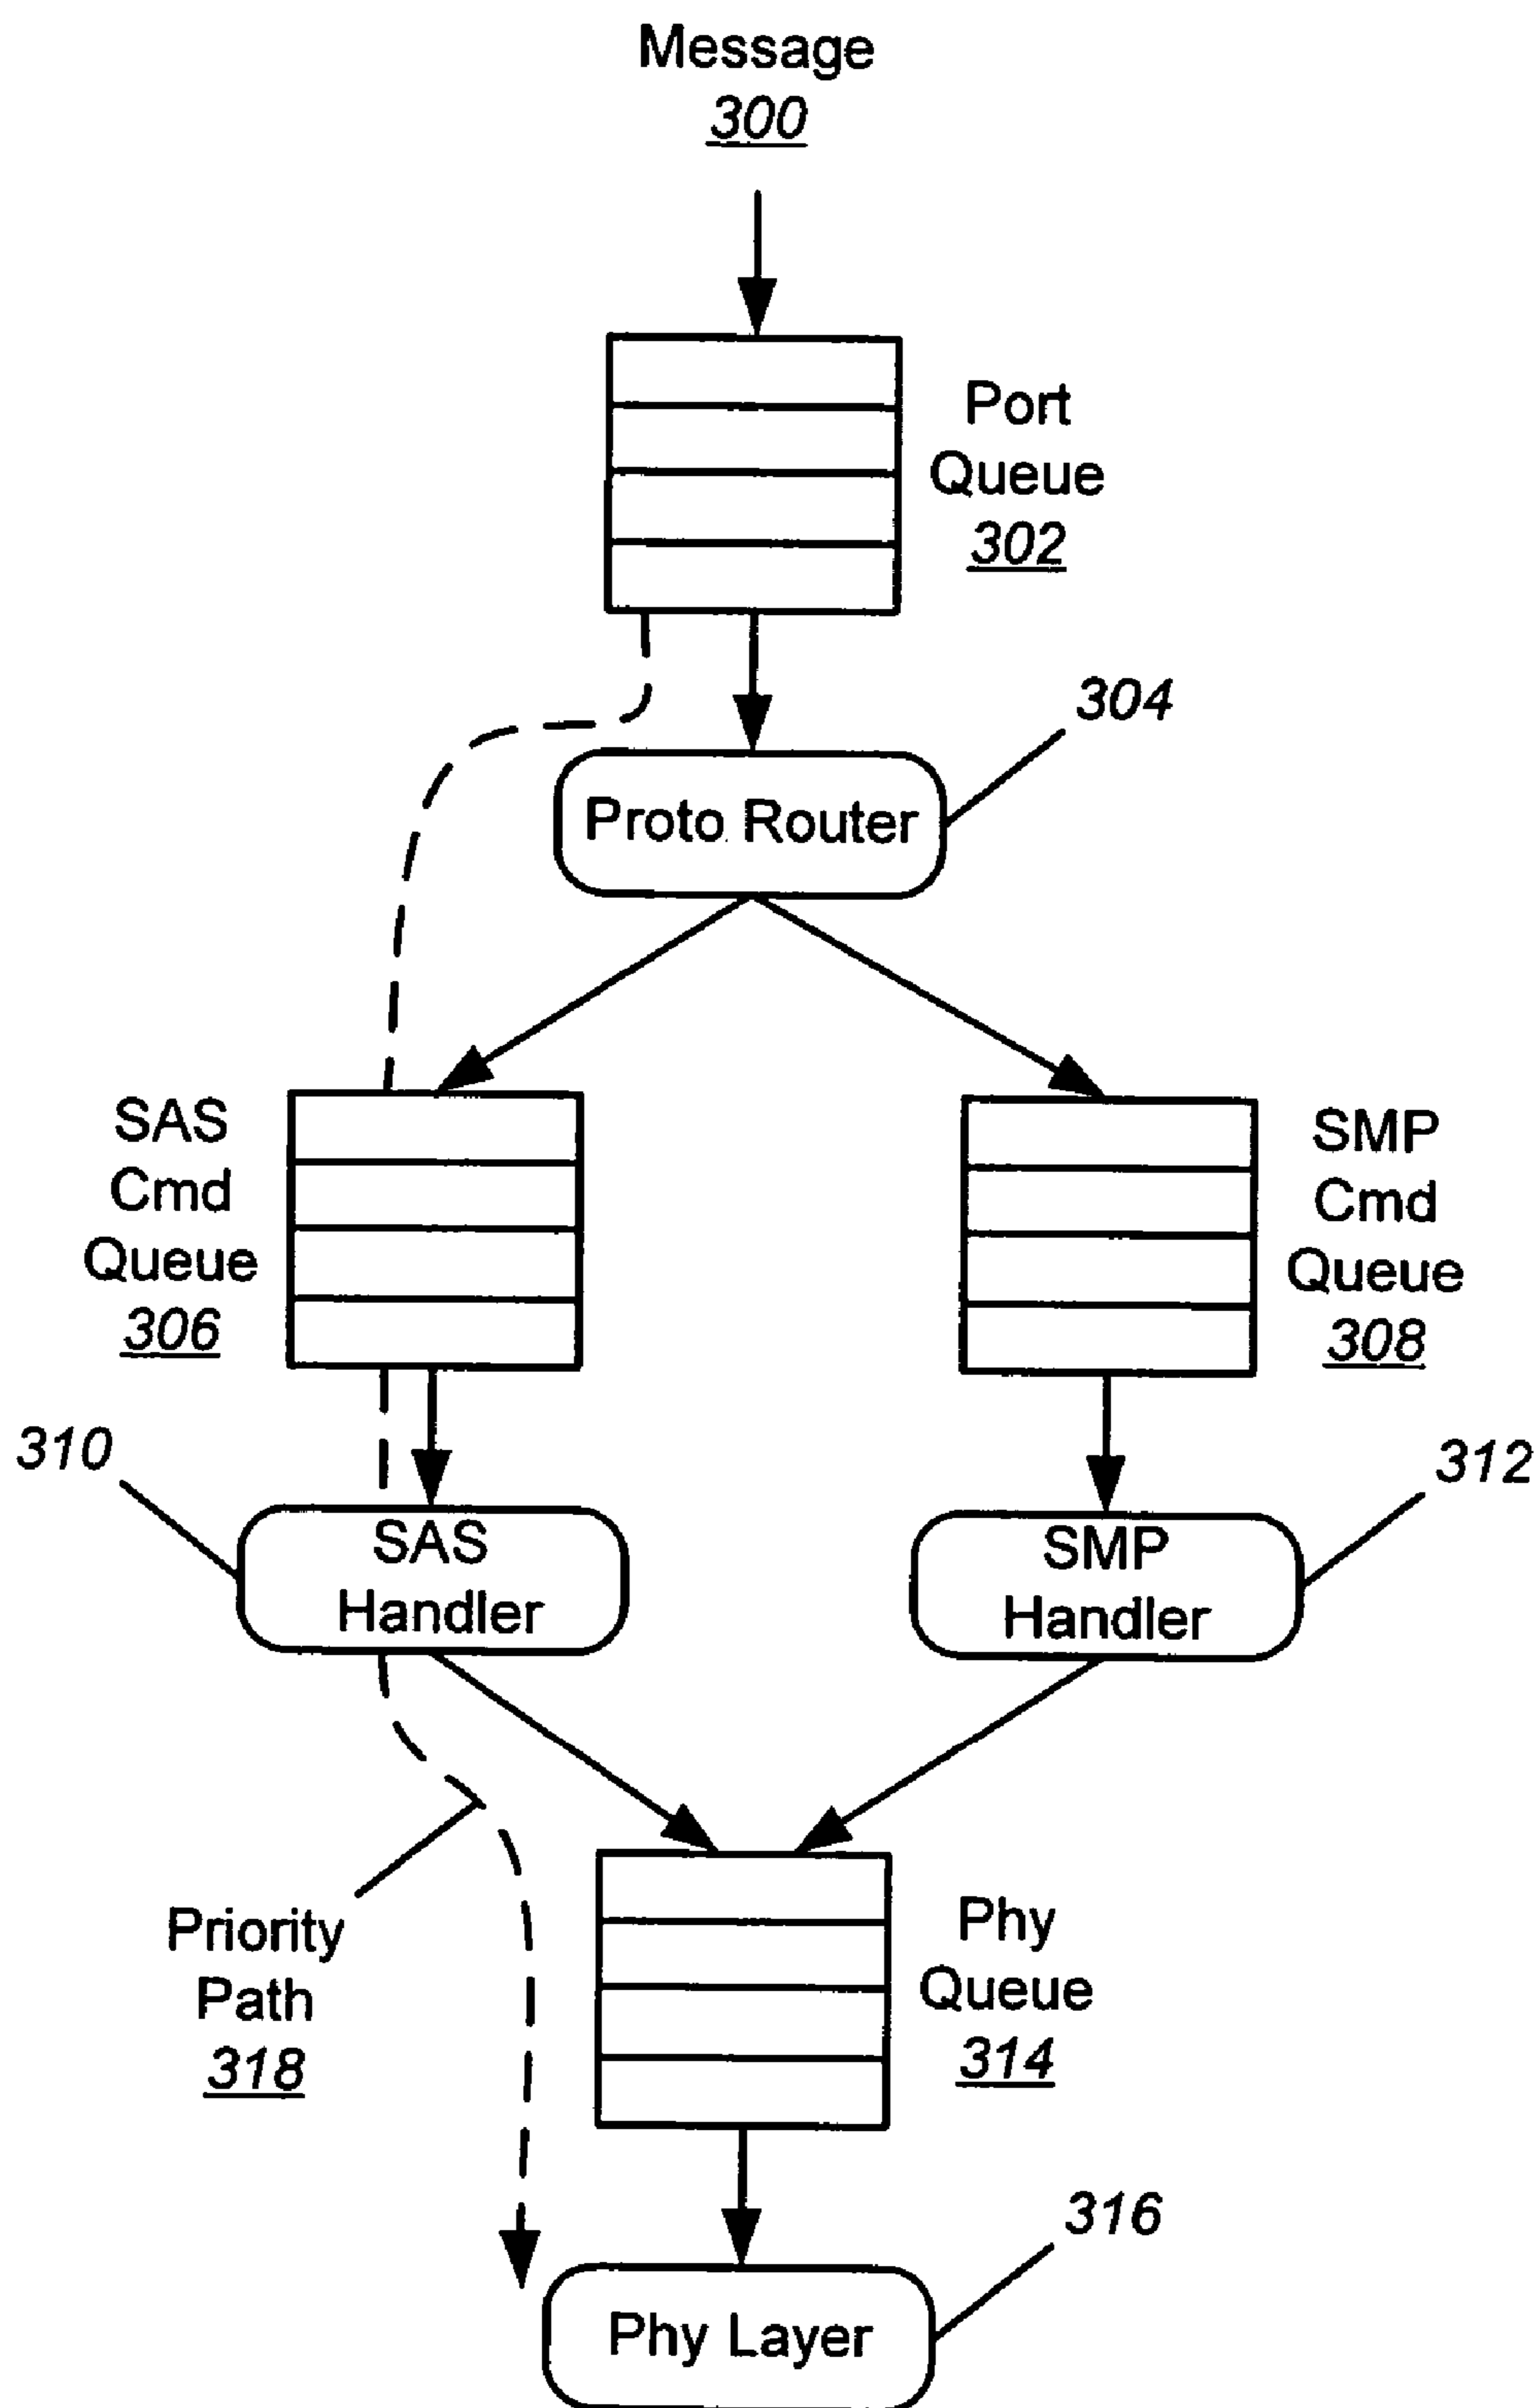 Message
300
Port
Queue
302
304
Proto Router
SAS
Cmd
Queue
306
SMP
Cmd
Queue
308
310
312
SAS
Handler
SMP
Handler
Priority
Path
318
Phy
Queue
314
316
Phy Layer